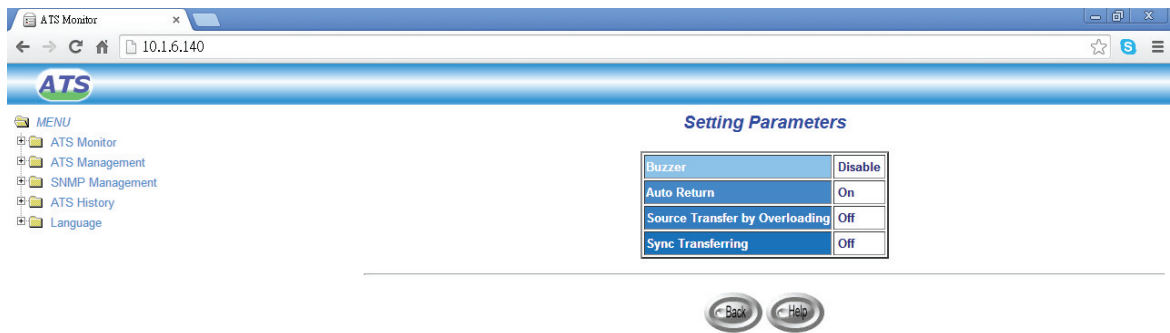 ATS Monitor
10.1.6.140
ATS
MENU
ATS Monitor
ATS Management
SNMP Management
ATS History
Language
Setting Parameters
Buzzer Disable
Auto Return On
Source Transfer by Overloading Off
Sync Transferring Off
Back Help